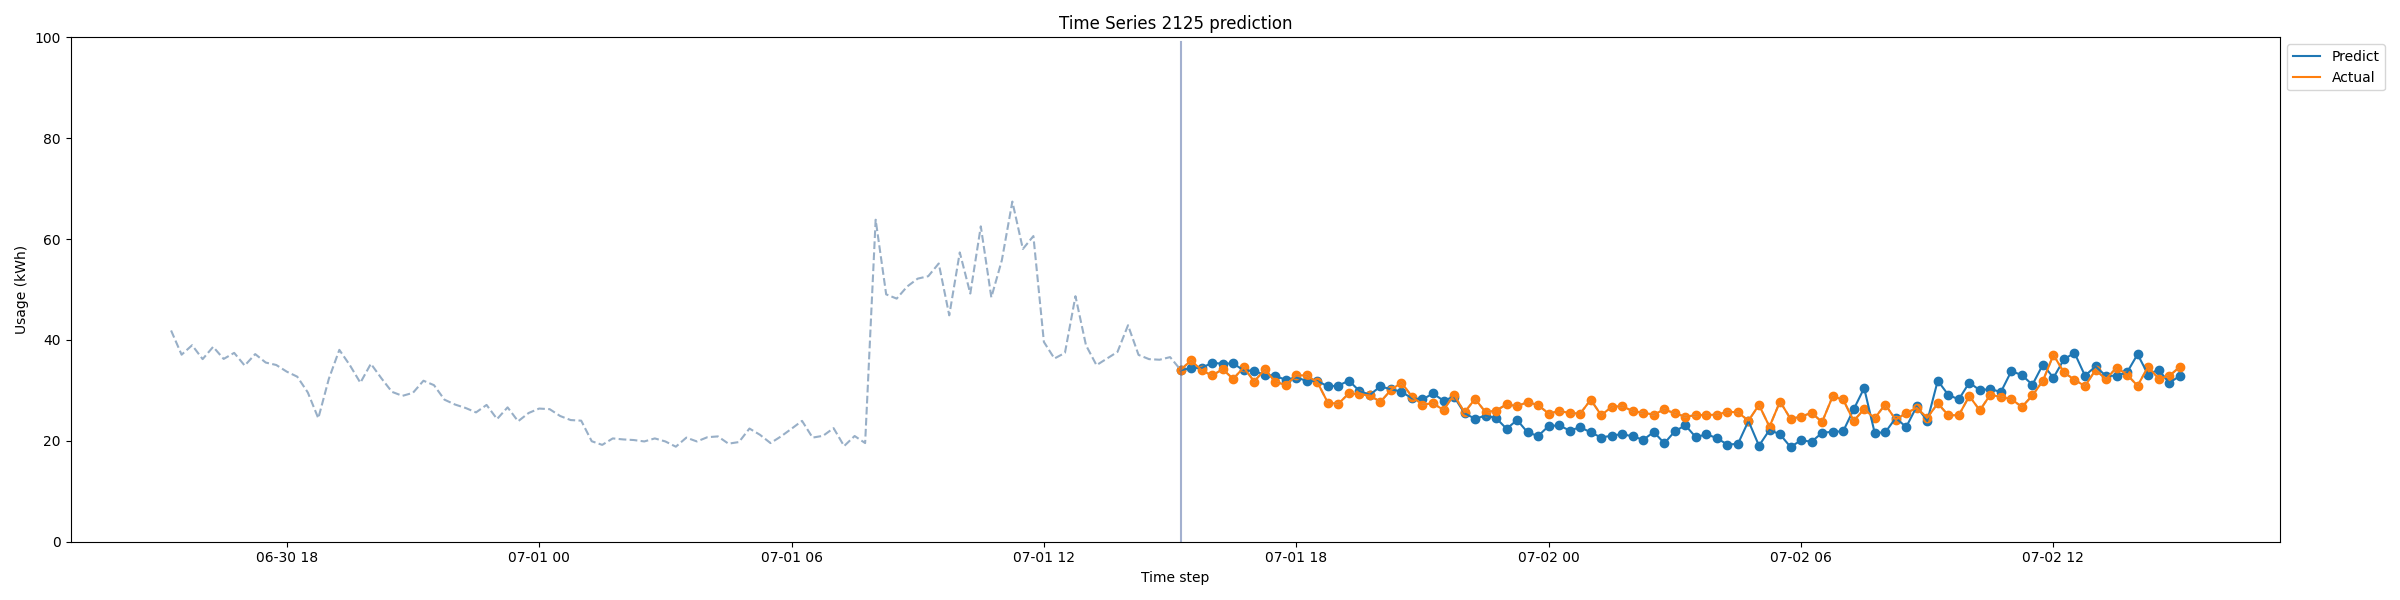 Time Series 2125 prediction
100
80
60
40
20
0
Usage (kWh)
06-30 18
07-01 00
07-01 06
07-01 12
07-01 18
07-02 00
07-02 06
07-02 12
Time step
Predict
Actual